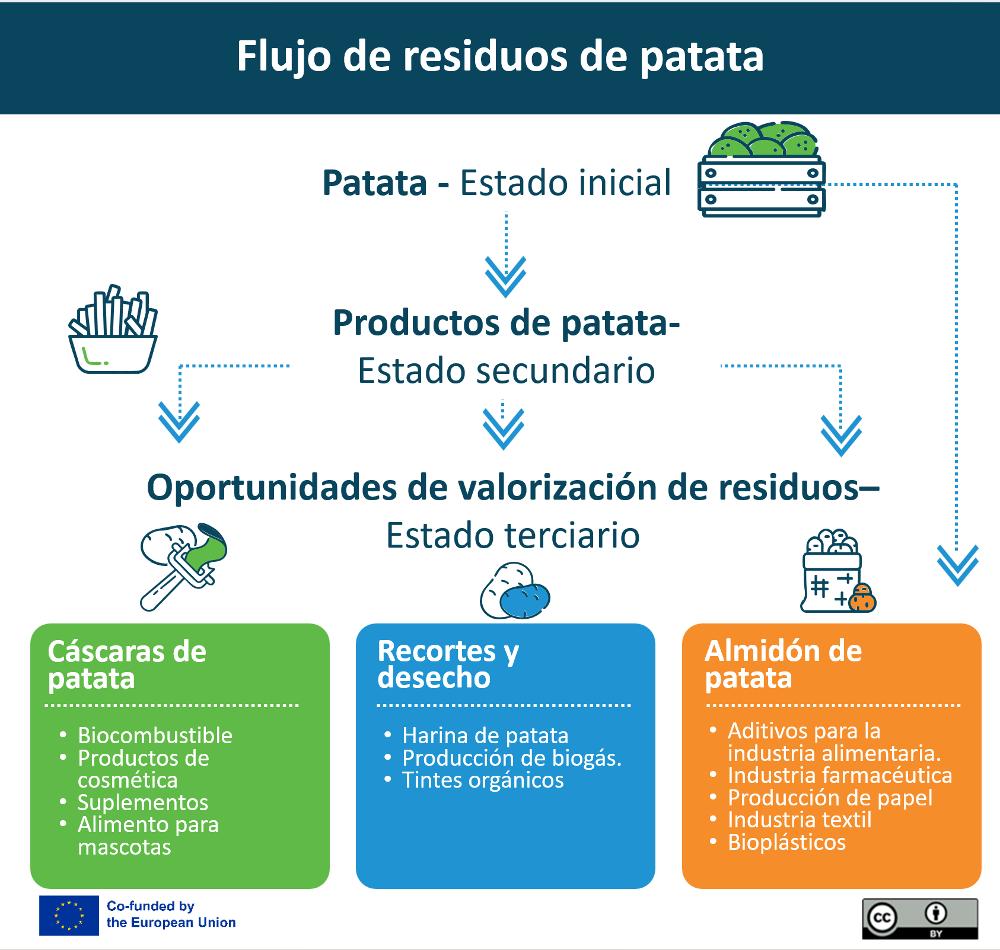 Flujo de residuos de patata
Patata - Estado inicial
Productos de patata-
Estado secundario
Oportunidades de valorización de residuos–
Estado terciario
Cáscaras de
patata
• Biocombustible
• Productos de
cosmética
• Suplementos
• Alimento para
mascotas
Recortes y
desecho
• Harina de patata
• Producción de biogás.
• Tintes orgánicos
Almidón de
patata
• Aditivos para la
industria alimentaria.
• Industria farmacéutica
• Producción de papel
• Industria textil
• Bioplásticos
Co-funded by
the European Union
CC
BY